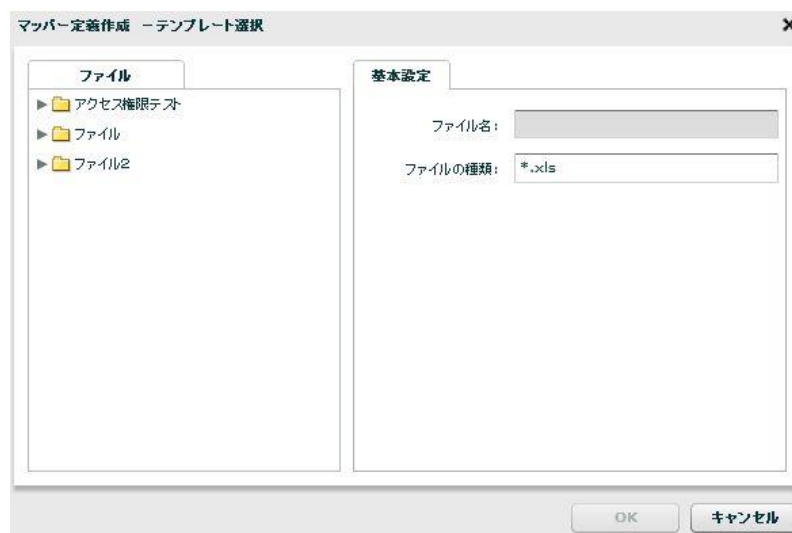 マッパー定義作成 －テンプレート選択
ファイル
アクセス権限テスト
ファイル
ファイル2
基本設定
ファイル名：
ファイルの種類： *.xls
OK
キャンセル